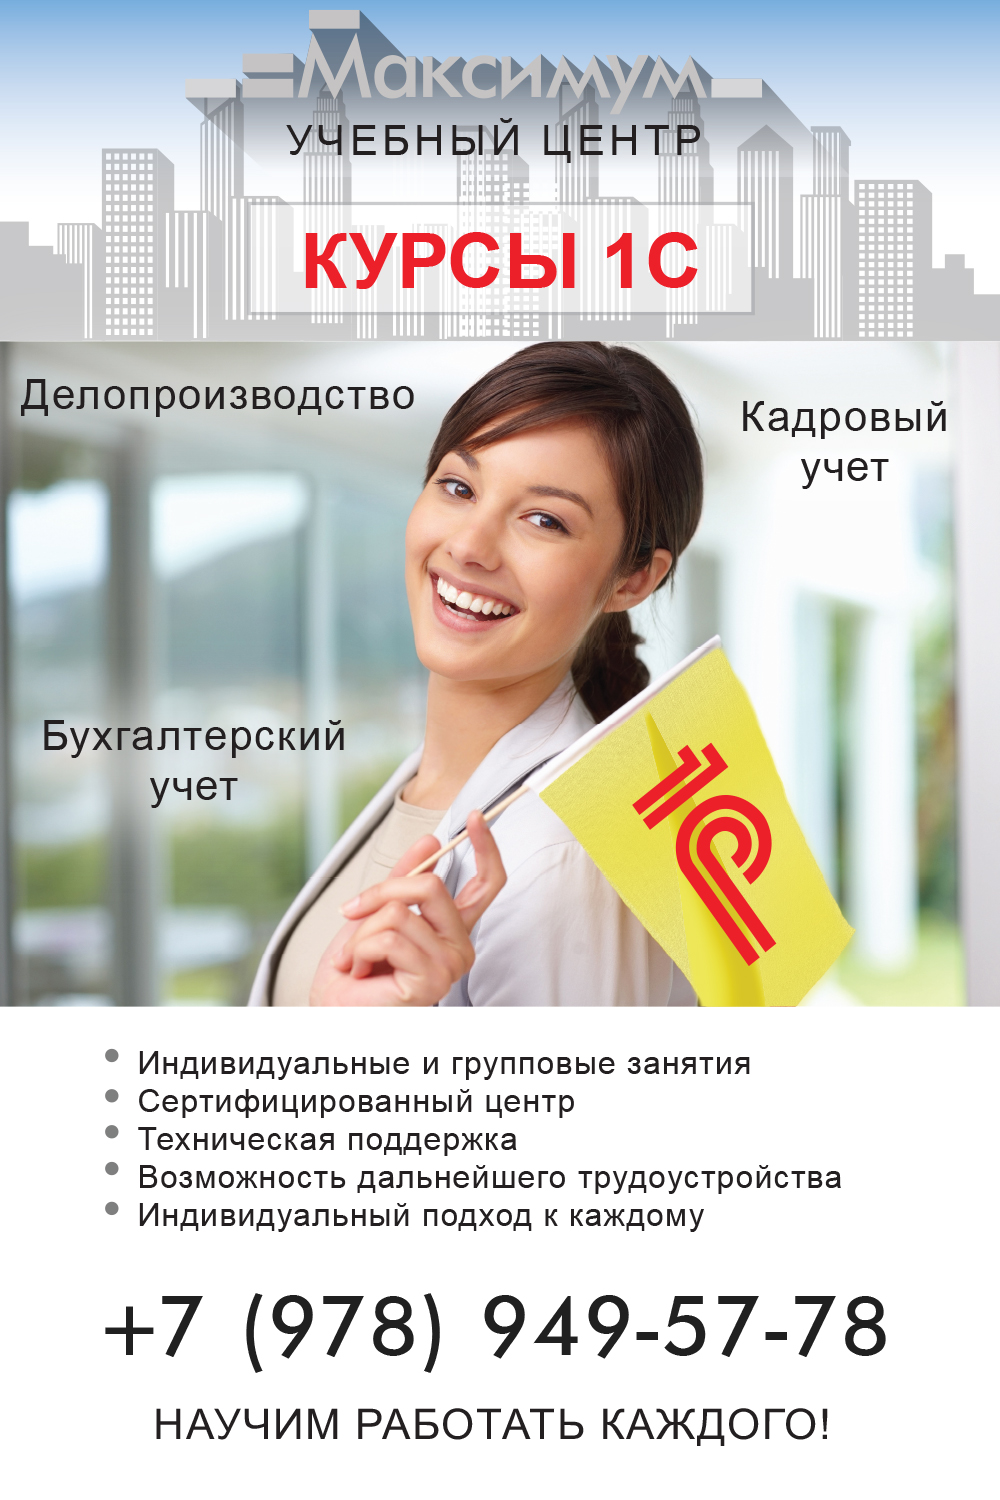 Максимум
УЧЕБНЫЙ ЦЕНТР
КУРСЫ 1С
Делопроизводство
Кадровый
учет
Бухгалтерский
учет
1С
• Индивидуальные и групповые занятия
• Сертифицированный центр
• Техническая поддержка
• Возможность дальнейшего трудоустройства
• Индивидуальный подход к каждому
+7 (978) 949-57-78
НАУЧИМ РАБОТАТЬ КАЖДОГО!